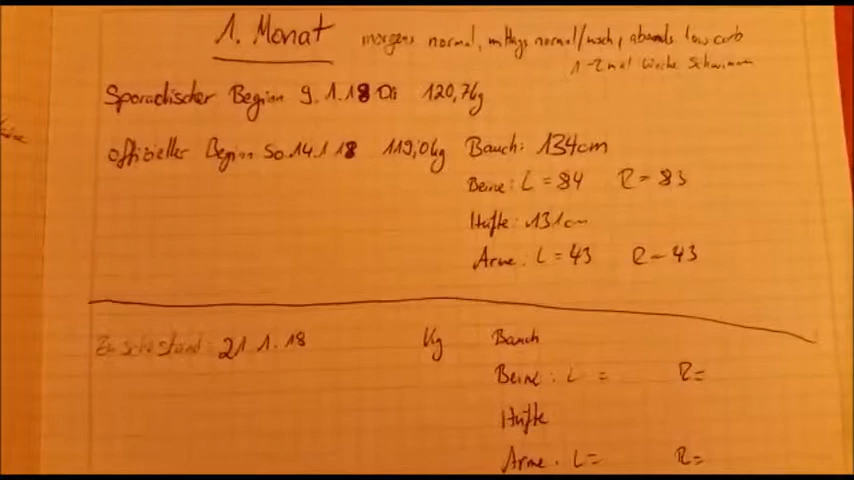 1. Monat morgens normal, mittags normal/nsch, abends low carb
1-2 mal Woche Schwimmen
Sporadischer Beginn 9.1.18 Di 120,7kg
offizieller Beginn So. 14.1.18 119,0kg Bauch: 134cm
Beine: L = 84 R = 83
Hüfte: 131cm
Arme: L = 43 R = 43
Zwischenstand: 21.1.18 Kg Bauch
Beine: L = R =
Hüfte
Arme: L = R =